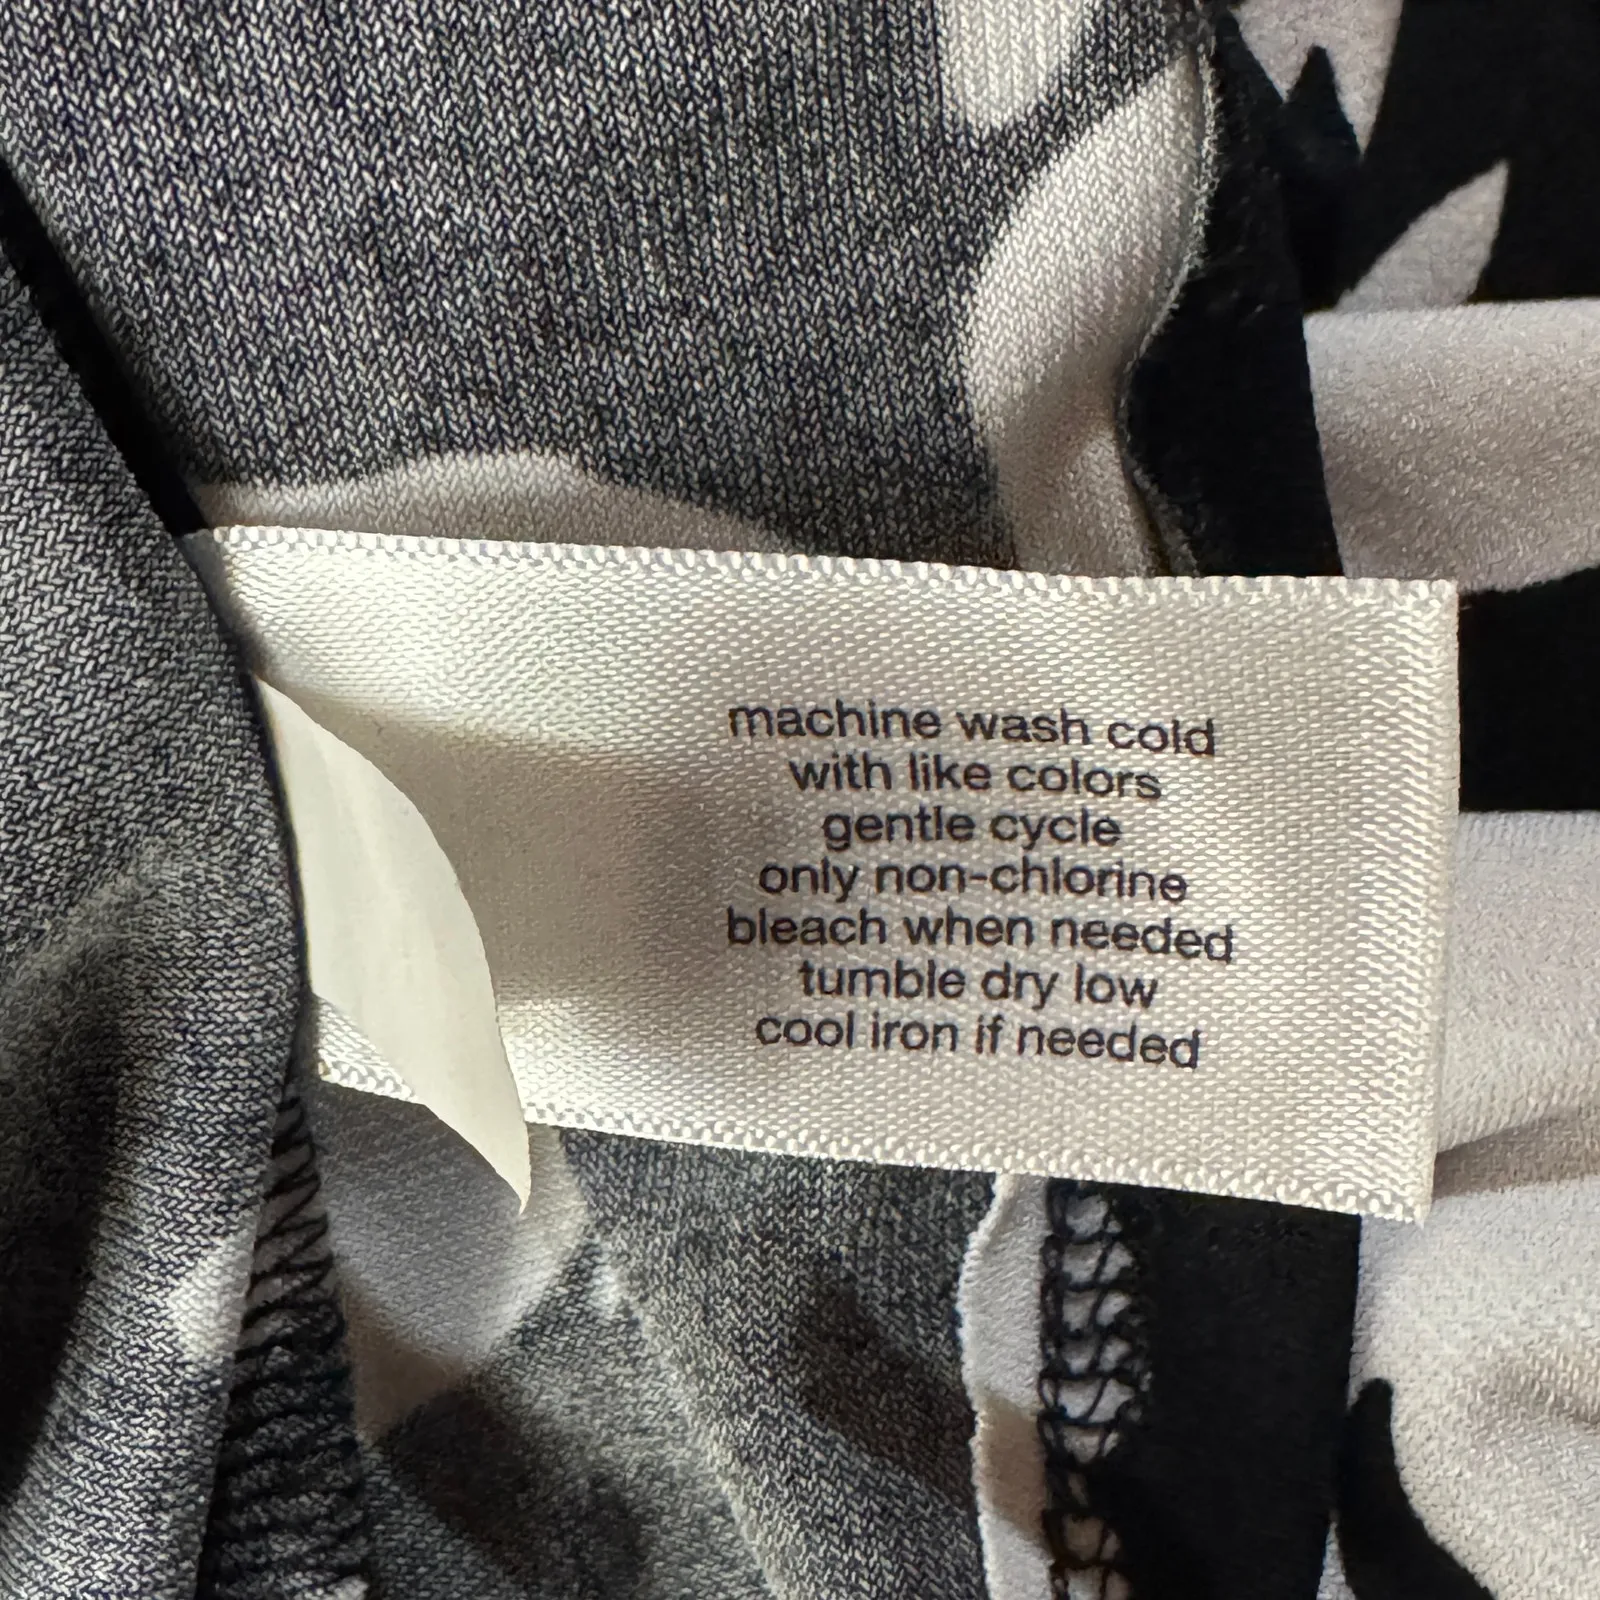 machine wash cold
with like colors
gentle cycle
only non-chlorine
bleach when needed
tumble dry low
cool iron if needed